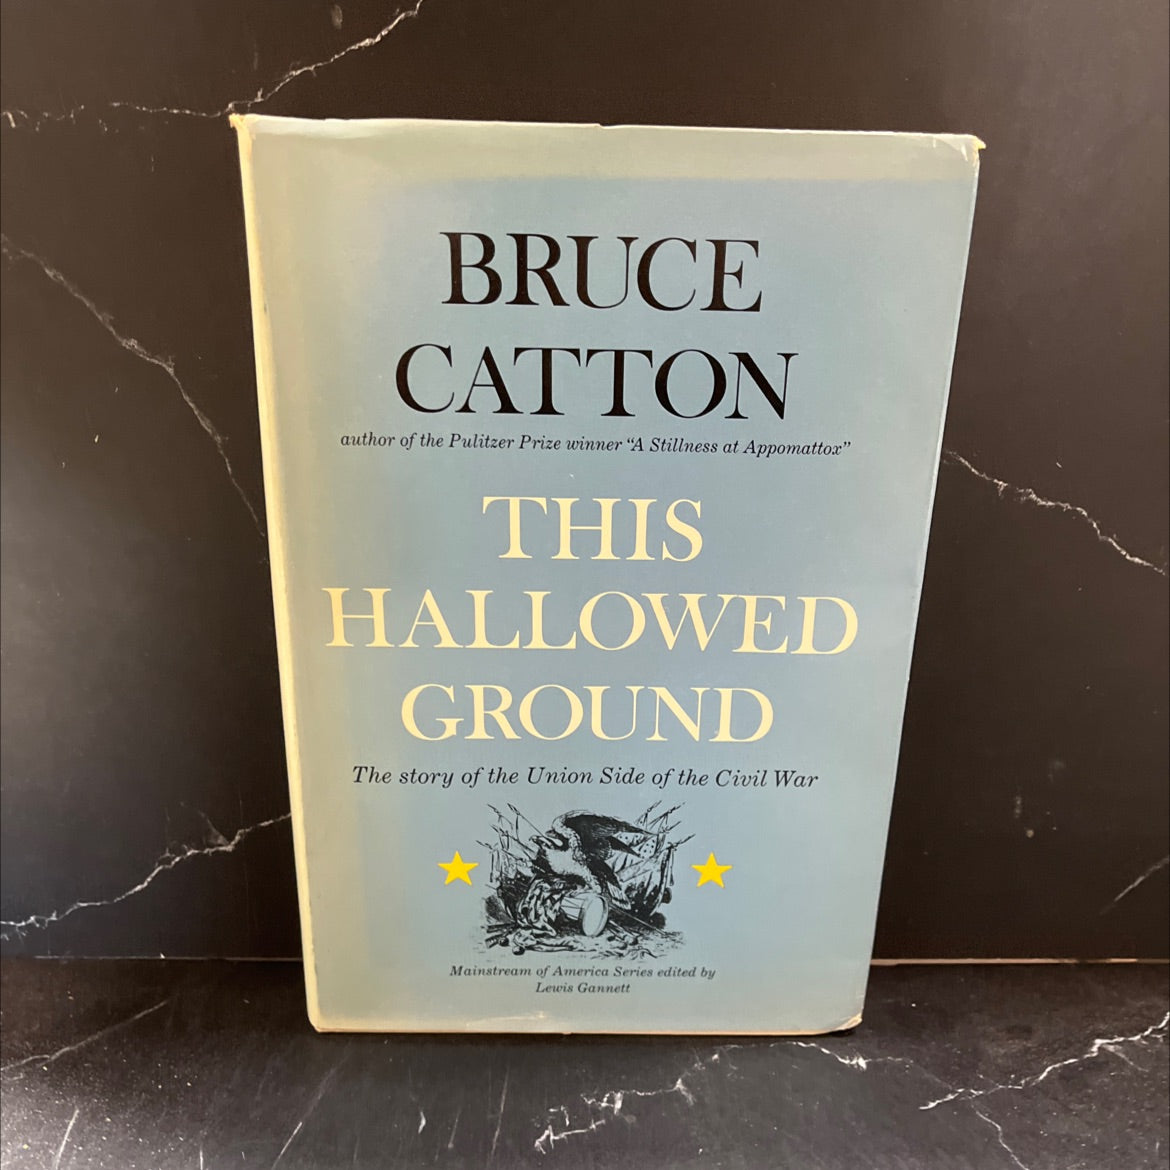 BRUCE
CATTON
author of the Pulitzer Prize winner “A Stillness at Appomattox”
THIS
HALLOWED
GROUND
The story of the Union Side of the Civil War
Mainstream of America Series edited by
Lewis Gannett